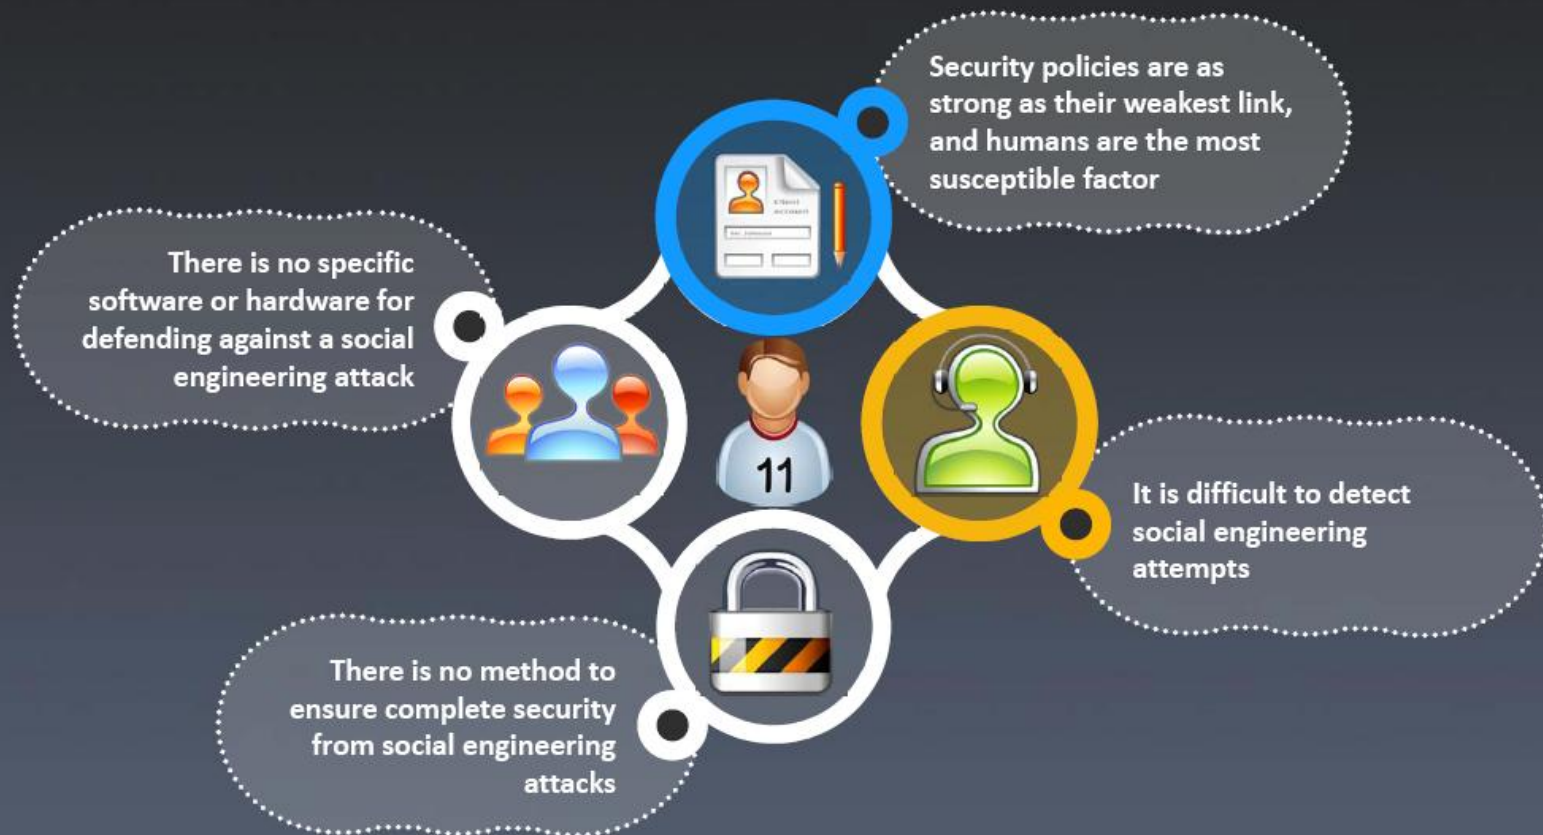 Security policies are as
strong as their weakest link,
and humans are the most
susceptible factor
There is no specific
software or hardware for
defending against a social
engineering attack
Client
Account
11
It is difficult to detect
social engineering
attempts
There is no method to
ensure complete security
from social engineering
attacks